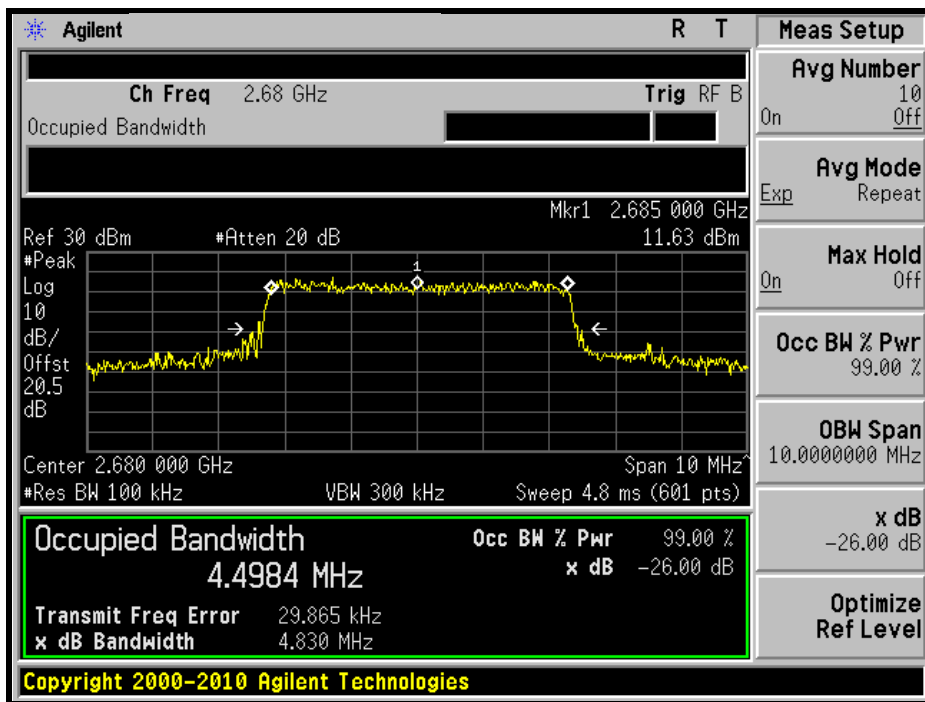 Agilent R T
Ch Freq 2.68 GHz Trig RF B
Occupied Bandwidth
Mkr1 2.685 000 GHz
Ref 30 dBm #Atten 20 dB 11.63 dBm
#Peak
Log
10
dB/
Offst
20.5
dB
1
Center 2.680 000 GHz Span 10 MHz^
#Res BW 100 kHz VBW 300 kHz Sweep 4.8 ms (601 pts)
Occupied Bandwidth
4.4984 MHz
Occ BW % Pwr 99.00 %
x dB -26.00 dB
Transmit Freq Error 29.865 kHz
x dB Bandwidth 4.830 MHz
Copyright 2000-2010 Agilent Technologies
Meas Setup
Avg Number
10
On Off
Avg Mode
Exp Repeat
Max Hold
On Off
Occ BW % Pwr
99.00 %
OBW Span
10.0000000 MHz
x dB
-26.00 dB
Optimize
Ref Level